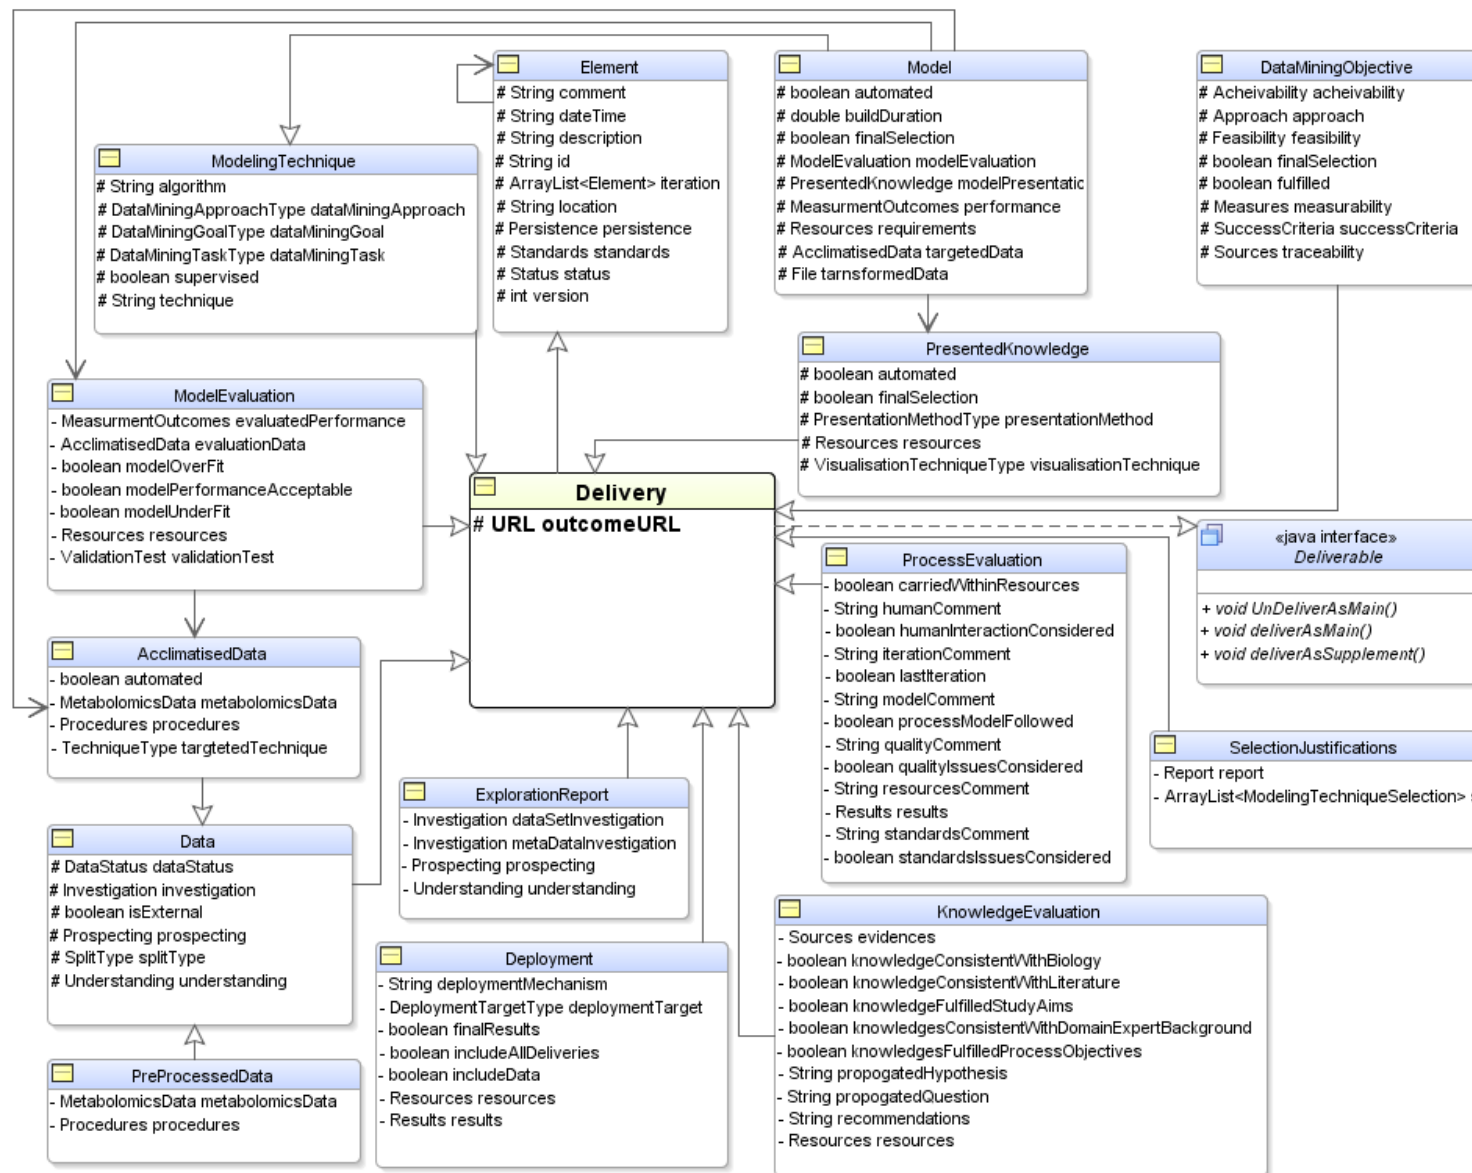 Element
# String comment
# String dateTime
# String description
# String id
# ArrayList<Element> iteration
# String location
# Persistence persistence
# Standards standards
# Status status
# int version
Model
# boolean automated
# double buildDuration
# boolean finalSelection
# ModelEvaluation modelEvaluation
# PresentedKnowledge modelPresentatic
# MeasurmentOutcomes performance
# Resources requirements
# AcclimatisedData targetedData
# File tarnsformedData
DataMiningObjective
# Acheivability acheivability
# Approach approach
# Feasibility feasibility
# boolean finalSelection
# boolean fulfilled
# Measures measurability
# SuccessCriteria successCriteria
# Sources traceability
ModelingTechnique
# String algorithm
# DataMiningApproachType dataMiningApproach
# DataMiningGoalType dataMiningGoal
# DataMiningTaskType dataMiningTask
# boolean supervised
# String technique
PresentedKnowledge
# boolean automated
# boolean finalSelection
# PresentationMethodType presentationMethod
# Resources resources
# VisualisationTechniqueType visualisationTechnique
ModelEvaluation
- MeasurmentOutcomes evaluatedPerformance
- AcclimatisedData evaluationData
- boolean modelOverFit
- boolean modelPerformanceAcceptable
- boolean modelUnderFit
- Resources resources
- ValidationTest validationTest
Delivery
# URL outcomeURL
«java interface»
Deliverable
+ void UnDeliverAsMain()
+ void deliverAsMain()
+ void deliverAsSupplement()
ProcessEvaluation
- boolean carriedWithinResources
- String humanComment
- boolean humanInteractionConsidered
- String iterationComment
- boolean lastIteration
- String modelComment
- boolean processModelFollowed
- String qualityComment
- boolean qualityIssuesConsidered
- String resourcesComment
- Results results
- String standardsComment
- boolean standardsIssuesConsidered
AcclimatisedData
- boolean automated
- MetabolomicsData metabolomicsData
- Procedures procedures
- TechniqueType targtetedTechnique
SelectionJustifications
- Report report
- ArrayList<ModelingTechniqueSelection>
ExplorationReport
- Investigation dataSetInvestigation
- Investigation metaDataInvestigation
- Prospecting prospecting
- Understanding understanding
Data
# DataStatus dataStatus
# Investigation investigation
# boolean isExternal
# Prospecting prospecting
# SplitType splitType
# Understanding understanding
KnowledgeEvaluation
- Sources evidences
- boolean knowledgeConsistentWithBiology
- boolean knowledgeConsistentWithLiterature
- boolean knowledgeFulfilledStudyAims
- boolean knowledgesConsistentWithDomainExpertBackground
- boolean knowledgesFulfilledProcessObjectives
- String propogatedHypothesis
- String propogatedQuestion
- String recommendations
- Resources resources
Deployment
- String deploymentMechanism
- DeploymentTargetType deploymentTarget
- boolean finalResults
- boolean includeAllDeliveries
- boolean includeData
- Resources resources
- Results results
PreProcessedData
- MetabolomicsData metabolomicsData
- Procedures procedures